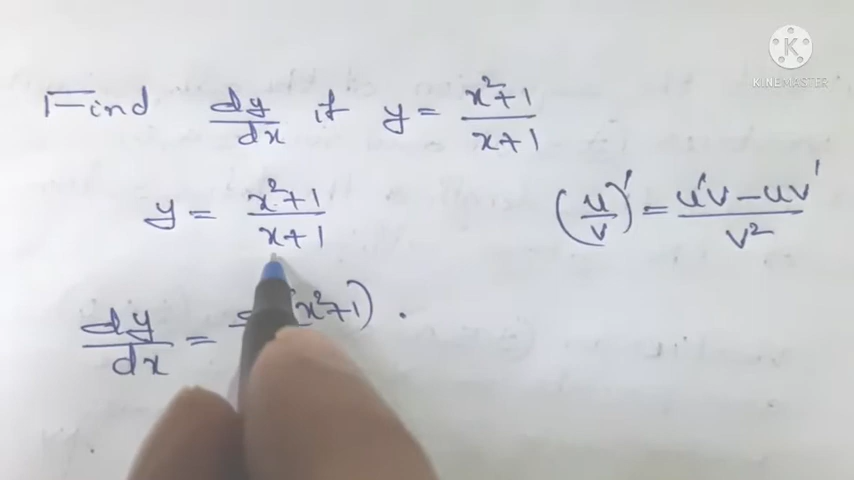 K
KINEMASTER
Find dy/dx if y = x²+1/x+1
y = x²+1/x+1
(u/v)' = u'v - uv'/v²
dy/dx = (x²+1) .